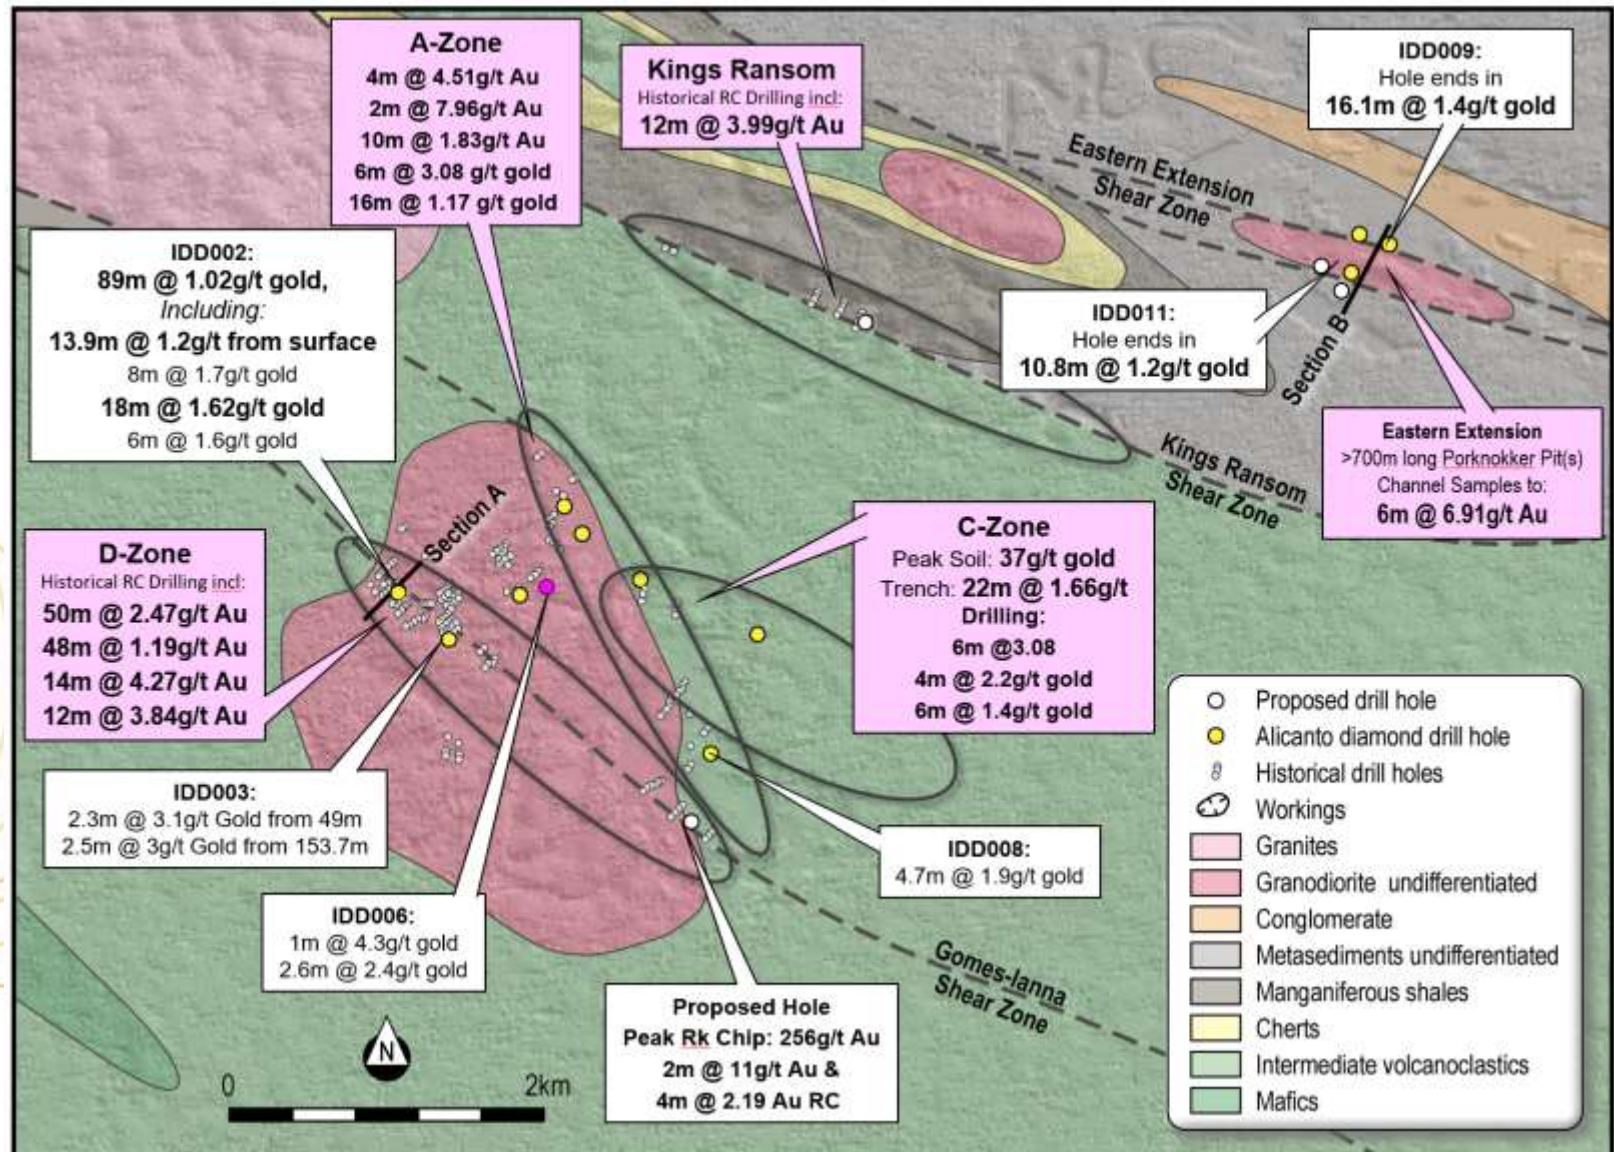 A-Zone
4m @ 4.51g/t Au
2m @ 7.96g/t Au
10m @ 1.83g/t Au
6m @ 3.08 g/t gold
16m @ 1.17 g/t gold
Kings Ransom
Historical RC Drilling incl:
12m @ 3.99g/t Au
IDD009:
Hole ends in
16.1m @ 1.4g/t gold
Eastern Extension
Shear Zone
IDD002:
89m @ 1.02g/t gold,
Including:
13.9m @ 1.2g/t from surface
8m @ 1.7g/t gold
18m @ 1.62g/t gold
6m @ 1.6g/t gold
IDD011:
Hole ends in
10.8m @ 1.2g/t gold
Section B
Eastern Extension
>700m long Porknokker Pit(s)
Channel Samples to:
6m @ 6.91g/t Au
Kings Ransom
Shear Zone
Section A
D-Zone
Historical RC Drilling incl:
50m @ 2.47g/t Au
48m @ 1.19g/t Au
14m @ 4.27g/t Au
12m @ 3.84g/t Au
C-Zone
Peak Soil: 37g/t gold
Trench: 22m @ 1.66g/t
Drilling:
6m @3.08
4m @ 2.2g/t gold
6m @ 1.4g/t gold
IDD003:
2.3m @ 3.1g/t Gold from 49m
2.5m @ 3g/t Gold from 153.7m
IDD008:
4.7m @ 1.9g/t gold
IDD006:
1m @ 4.3g/t gold
2.6m @ 2.4g/t gold
Proposed Hole
Peak Rk Chip: 256g/t Au
2m @ 11g/t Au &
4m @ 2.19 Au RC
Gomes-Ianna
Shear Zone
N
0 2km
Proposed drill hole
Alicanto diamond drill hole
Historical drill holes
Workings
Granites
Granodiorite undifferentiated
Conglomerate
Metasediments undifferentiated
Manganiferous shales
Cherts
Intermediate volcanoclastics
Mafics